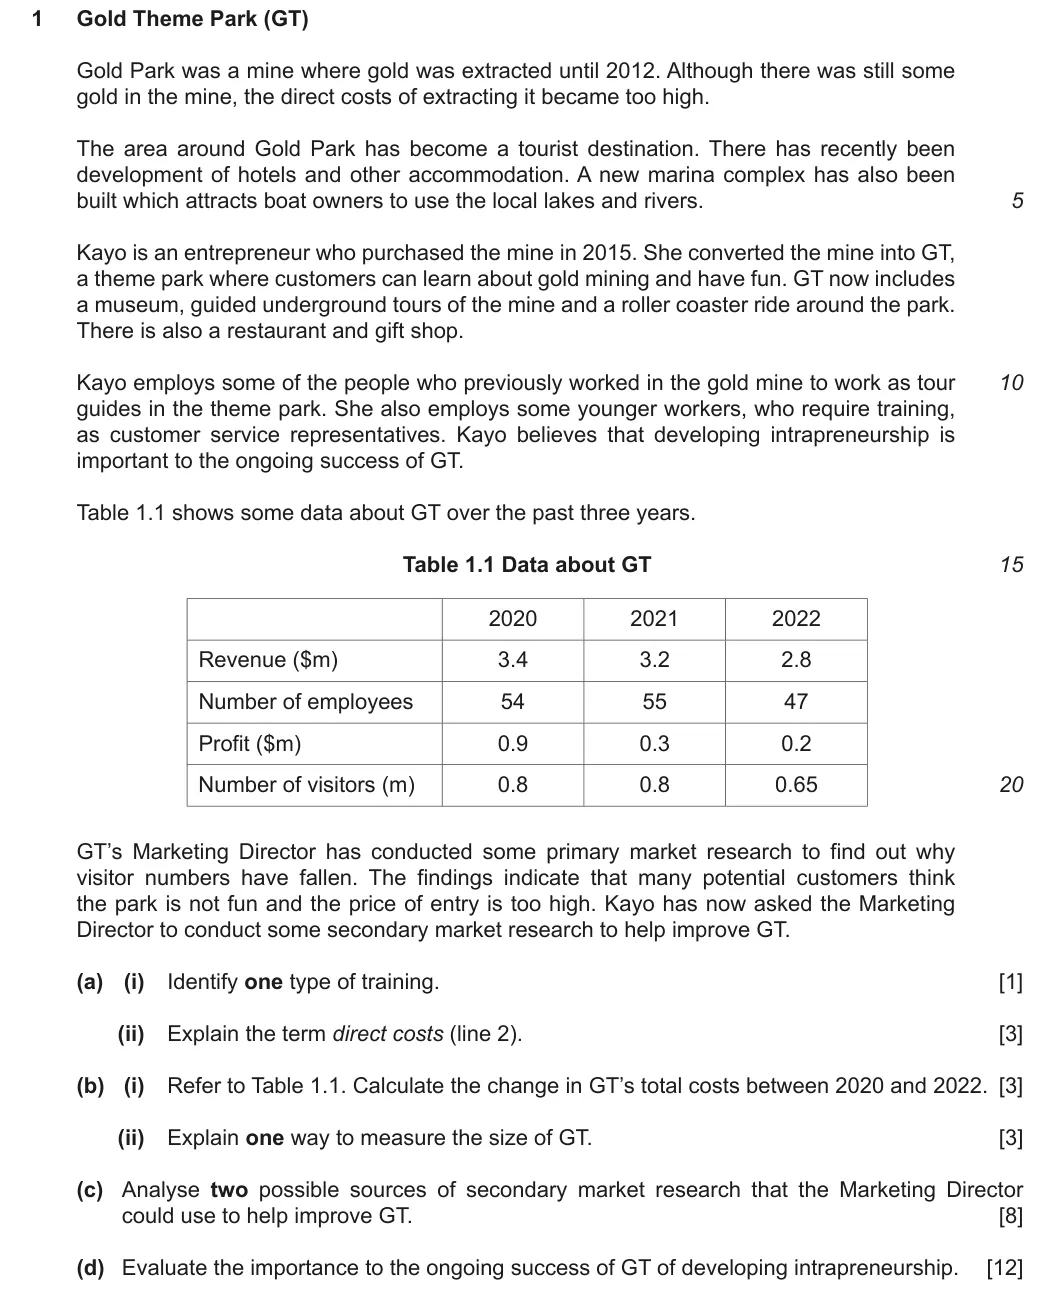 1 Gold Theme Park (GT)
Gold Park was a mine where gold was extracted until 2012. Although there was still some
gold in the mine, the direct costs of extracting it became too high.
The area around Gold Park has become a tourist destination. There has recently been
development of hotels and other accommodation. A new marina complex has also been
built which attracts boat owners to use the local lakes and rivers. 5
Kayo is an entrepreneur who purchased the mine in 2015. She converted the mine into GT,
a theme park where customers can learn about gold mining and have fun. GT now includes
a museum, guided underground tours of the mine and a roller coaster ride around the park.
There is also a restaurant and gift shop.
Kayo employs some of the people who previously worked in the gold mine to work as tour 10
guides in the theme park. She also employs some younger workers, who require training,
as customer service representatives. Kayo believes that developing intrapreneurship is
important to the ongoing success of GT.
Table 1.1 shows some data about GT over the past three years.
Table 1.1 Data about GT 15
2020 2021 2022
Revenue ($m) 3.4 3.2 2.8
Number of employees 54 55 47
Profit ($m) 0.9 0.3 0.2
Number of visitors (m) 0.8 0.8 0.65 20
GT's Marketing Director has conducted some primary market research to find out why
visitor numbers have fallen. The findings indicate that many potential customers think
the park is not fun and the price of entry is too high. Kayo has now asked the Marketing
Director to conduct some secondary market research to help improve GT.
(a) (i) Identify one type of training. [1]
(ii) Explain the term direct costs (line 2). [3]
(b) (i) Refer to Table 1.1. Calculate the change in GT's total costs between 2020 and 2022. [3]
(ii) Explain one way to measure the size of GT. [3]
(c) Analyse two possible sources of secondary market research that the Marketing Director
could use to help improve GT. [8]
(d) Evaluate the importance to the ongoing success of GT of developing intrapreneurship. [12]